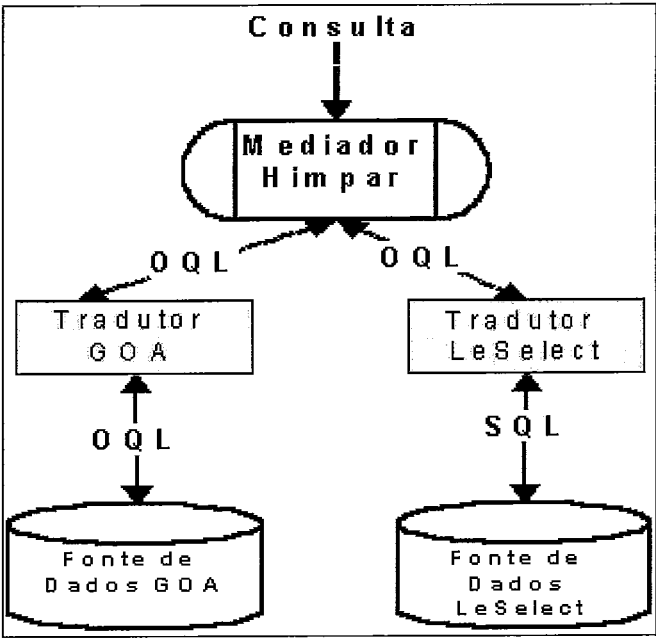 Consulta
Mediador
Himpar
OQL
OQL
Tradutor
GOA
Tradutor
LeSelect
OQL
SQL
Fonte de
Dados GOA
Fonte de
Dados
LeSelect